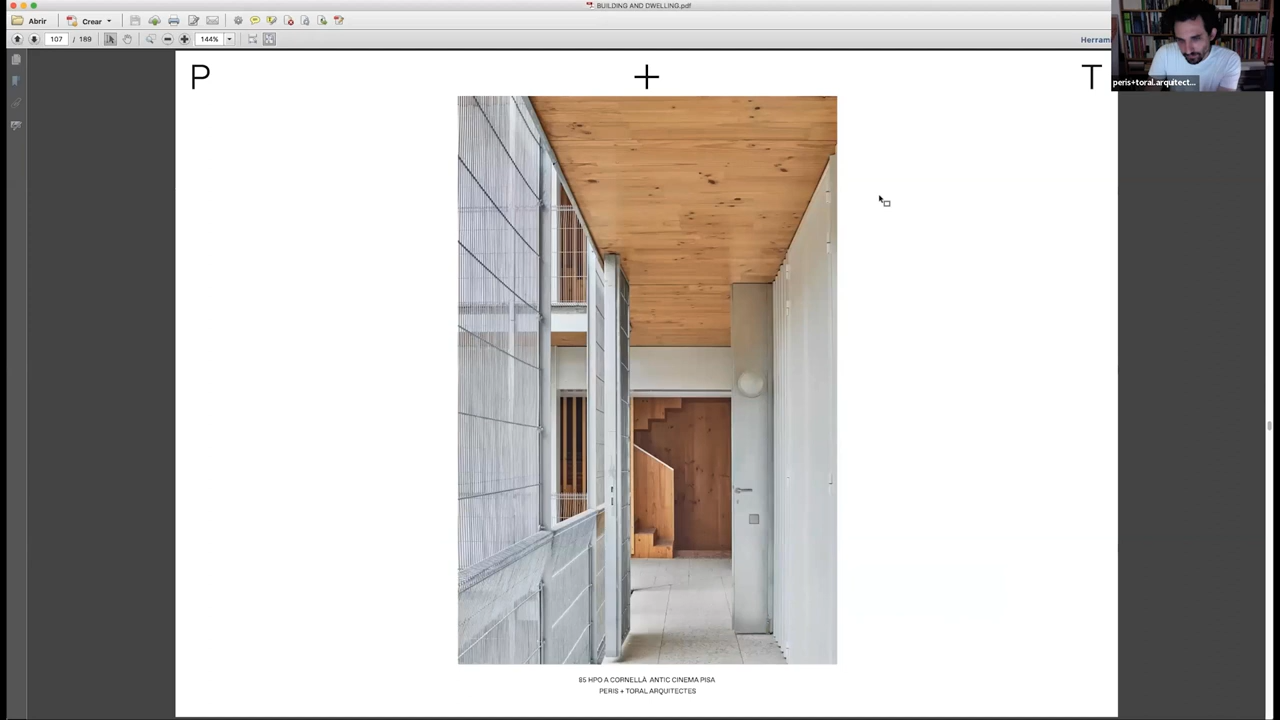 BUILDING AND DWELLING.pdf
Abrir
Crear
107 / 189
144%
Herrami
peris+toral.arquitect...
P + T
85 HPO A CORNELLÀ ANTIC CINEMA PISA
PERIS + TORAL ARQUITECTES